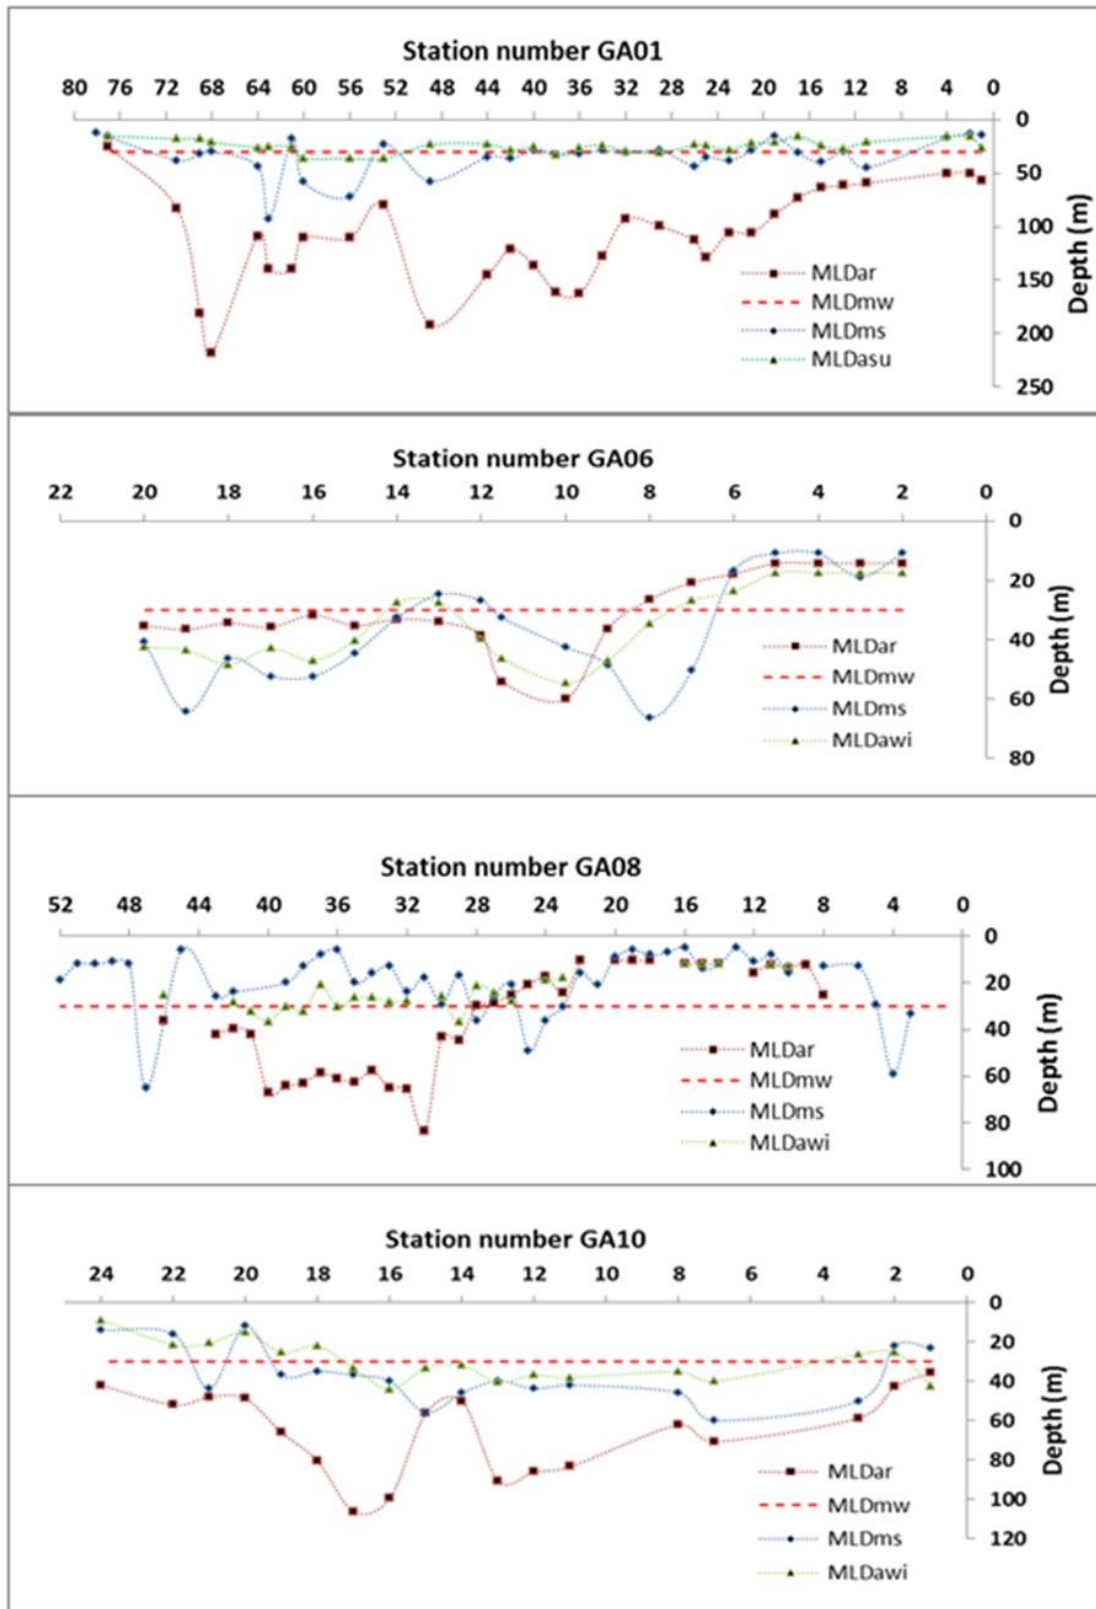 Station number GA01
80 76 72 68 64 60 56 52 48 44 40 36 32 28 24 20 16 12 8 4 0
0
50
100
150
200
250
Depth (m)
MLDar
MLDmw
MLDms
MLDasu
Station number GA06
22 20 18 16 14 12 10 8 6 4 2 0
0
20
40
60
80
Depth (m)
MLDar
MLDmw
MLDms
MLDawi
Station number GA08
52 48 44 40 36 32 28 24 20 16 12 8 4 0
0
20
40
60
80
100
Depth (m)
MLDar
MLDmw
MLDms
MLDawi
Station number GA10
24 22 20 18 16 14 12 10 8 6 4 2 0
0
20
40
60
80
100
120
Depth (m)
MLDar
MLDmw
MLDms
MLDawi